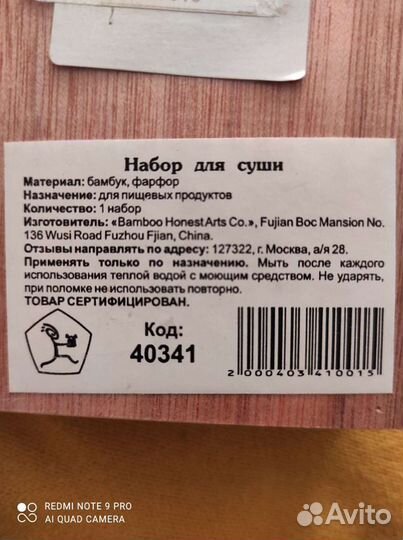 Набор для суши
Материал: бамбук, фарфор
Назначение: для пищевых продуктов
Количество: 1 набор
Изготовитель: «Bamboo HonestArts Co.», Fujian Boc Mansion No.
136 Wusi Road Fuzhou Fjian, China.
Отзывы направлять по адресу: 127322, г. Москва, а/я 28.
Применять только по назначению. Мыть после каждого
использования теплой водой с моющим средством. Не ударять,
при поломке не использовать повторно.
ТОВАР СЕРТИФИЦИРОВАН.
Код:
40341
2000403410015
REDMI NOTE 9 PRO
AI QUAD CAMERA
Avito